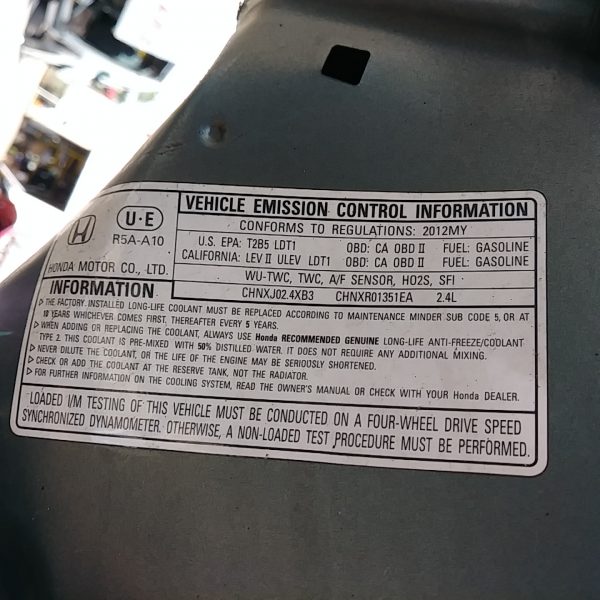 VEHICLE EMISSION CONTROL INFORMATION
U·E
R5A-A10
HONDA MOTOR CO., LTD.
CONFORMS TO REGULATIONS: 2012MY
U.S. EPA: T2B5 LDT1 OBD: CA OBD II FUEL: GASOLINE
CALIFORNIA: LEV II ULEV LDT1 OBD: CA OBD II FUEL: GASOLINE
WU-TWC, TWC, A/F SENSOR, HO2S, SFI
CHNXJ02.4XB3 CHNXR01351EA 2.4L
INFORMATION
▷ THE FACTORY INSTALLED LONG-LIFE COOLANT MUST BE REPLACED ACCORDING TO MAINTENANCE MINDER SUB CODE 5, OR AT
10 YEARS WHICHEVER COMES FIRST. THEREAFTER EVERY 5 YEARS.
▷ WHEN ADDING OR REPLACING THE COOLANT, ALWAYS USE Honda RECOMMENDED GENUINE LONG-LIFE ANTI-FREEZE/COOLANT
TYPE 2. THIS COOLANT IS PRE-MIXED WITH 50% DISTILLED WATER. IT DOES NOT REQUIRE ANY ADDITIONAL MIXING.
▷ NEVER DILUTE THE COOLANT, OR THE LIFE OF THE ENGINE MAY BE SERIOUSLY SHORTENED.
▷ CHECK OR ADD THE COOLANT AT THE RESERVE TANK, NOT THE RADIATOR.
▷ FOR FURTHER INFORMATION ON THE COOLING SYSTEM, READ THE OWNER'S MANUAL OR CHECK WITH YOUR Honda DEALER.
LOADED I/M TESTING OF THIS VEHICLE MUST BE CONDUCTED ON A FOUR-WHEEL DRIVE SPEED
SYNCHRONIZED DYNAMOMETER. OTHERWISE, A NON-LOADED TEST PROCEDURE MUST BE PERFORMED.